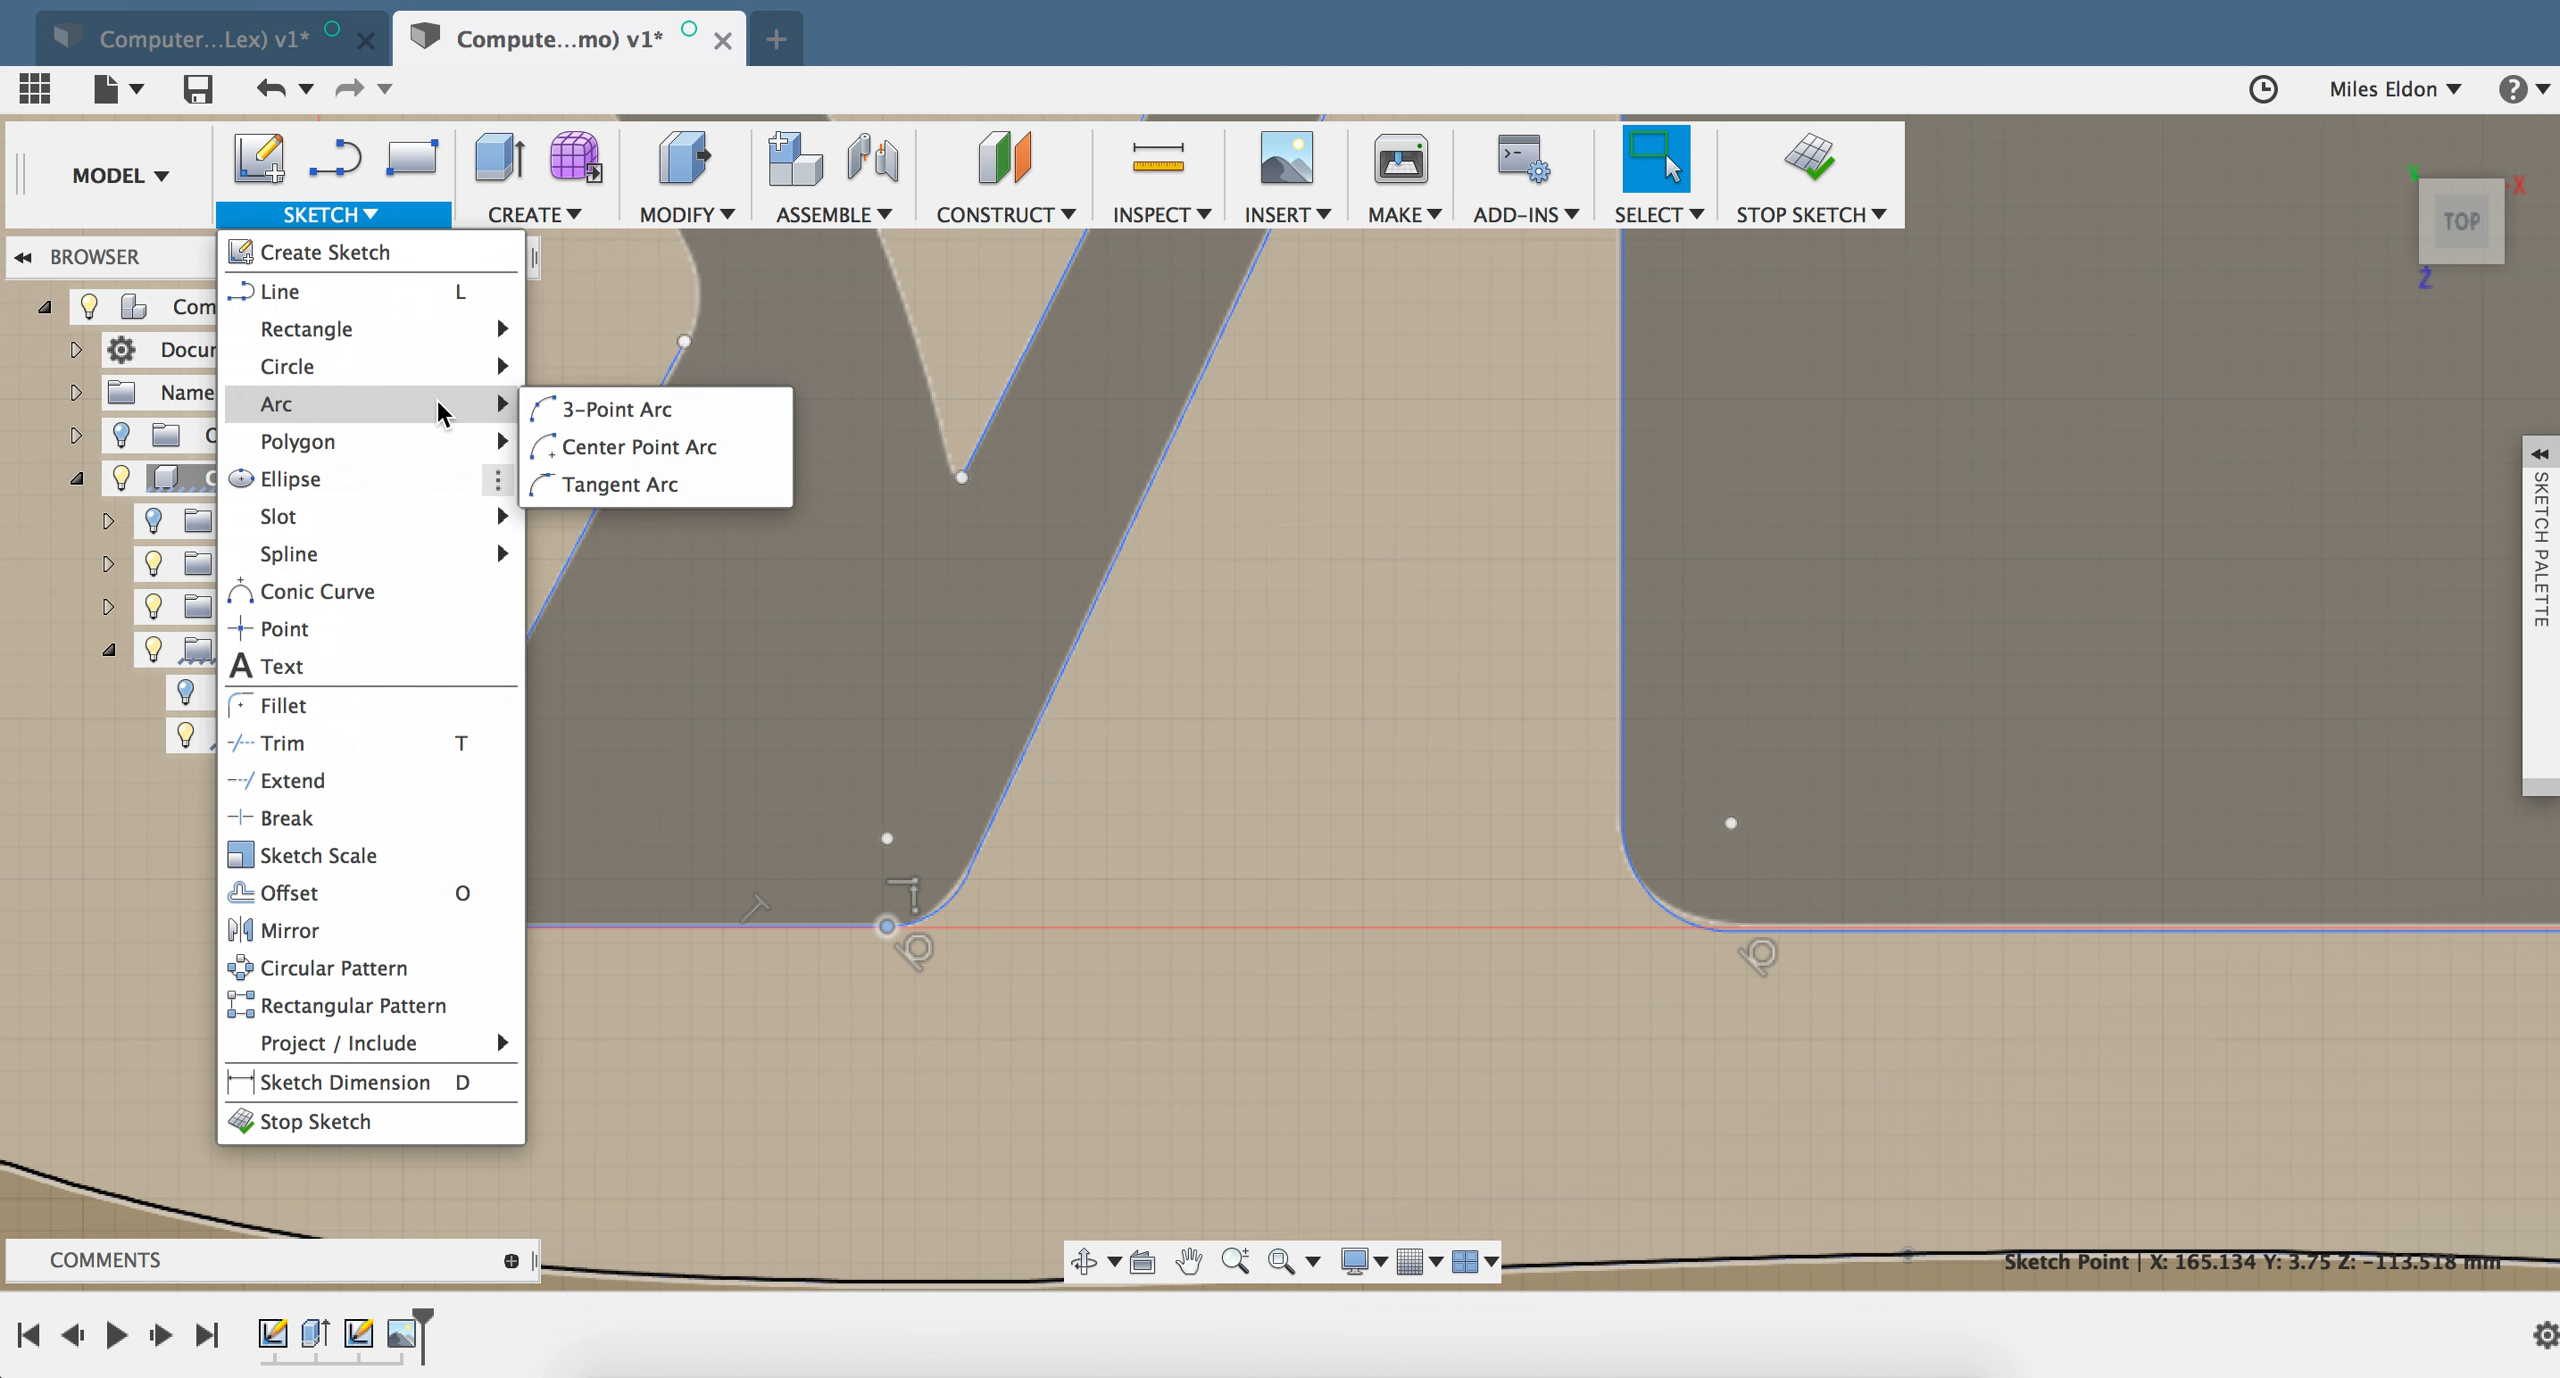 Computer...Lex) v1*
Compute...mo) v1*
Miles Eldon
MODEL
SKETCH
CREATE
MODIFY
ASSEMBLE
CONSTRUCT
INSPECT
INSERT
MAKE
ADD-INS
SELECT
STOP SKETCH
TOP
X
Z
BROWSER
Com
Docur
Name
Create Sketch
Line L
Rectangle
Circle
Arc
Polygon
Ellipse
Slot
Spline
Conic Curve
Point
Text
Fillet
Trim T
Extend
Break
Sketch Scale
Offset O
Mirror
Circular Pattern
Rectangular Pattern
Project / Include
Sketch Dimension D
Stop Sketch
3-Point Arc
Center Point Arc
Tangent Arc
SKETCH PALETTE
COMMENTS
Sketch Point | X: 165.134 Y: 3.75 Z: -113.518 mm